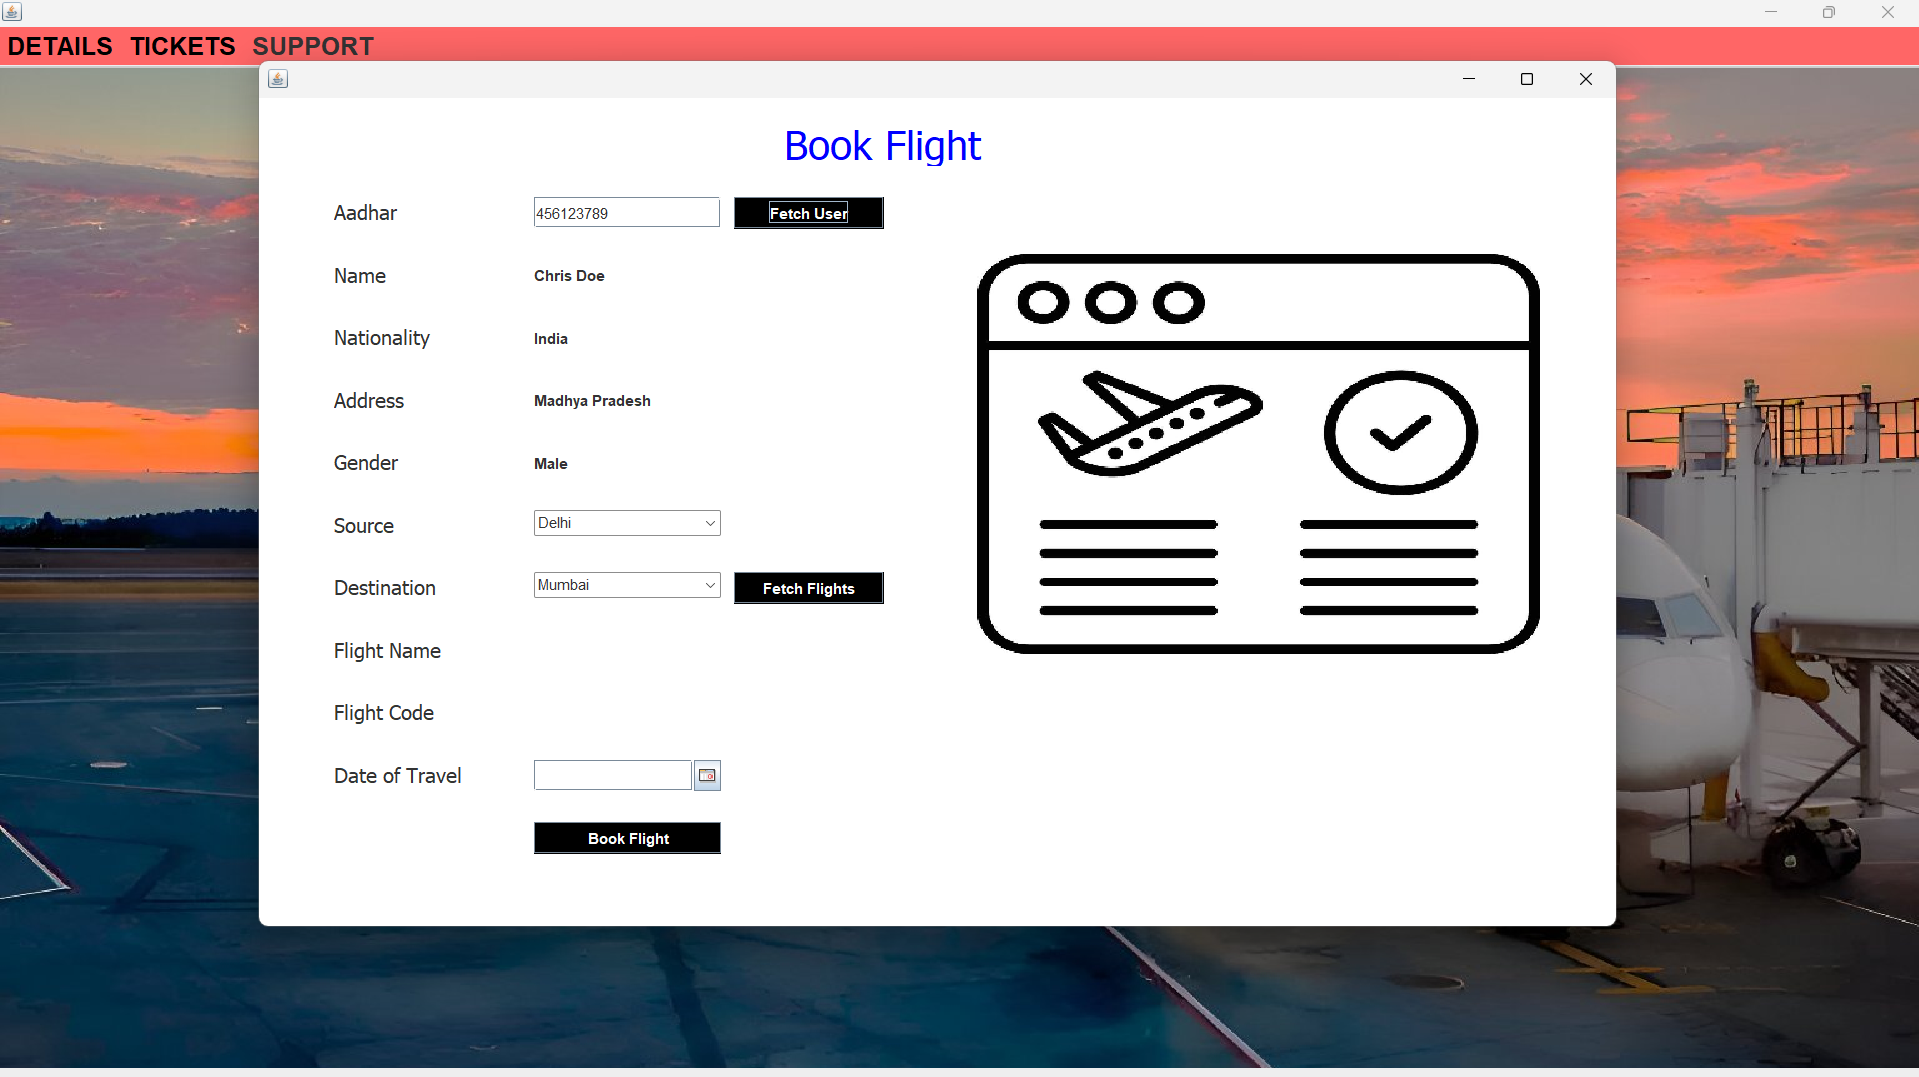 DETAILS TICKETS SUPPORT
Book Flight
Aadhar 456123789 Fetch User
Name Chris Doe
Nationality India
Address Madhya Pradesh
Gender Male
Source Delhi
Destination Mumbai Fetch Flights
Flight Name
Flight Code
Date of Travel
Book Flight